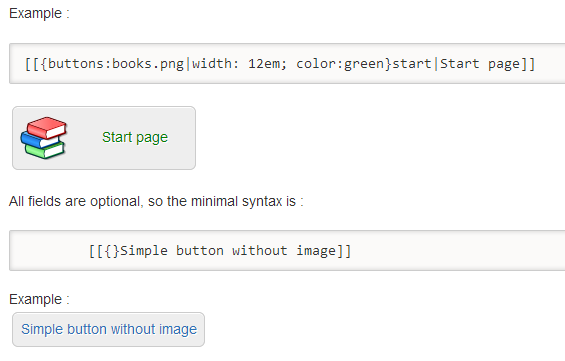 Example :
[[{buttons:books.png|width: 12em; color:green}start|Start page]]
Start page
All fields are optional, so the minimal syntax is :
[[{}Simple button without image]]
Example :
Simple button without image